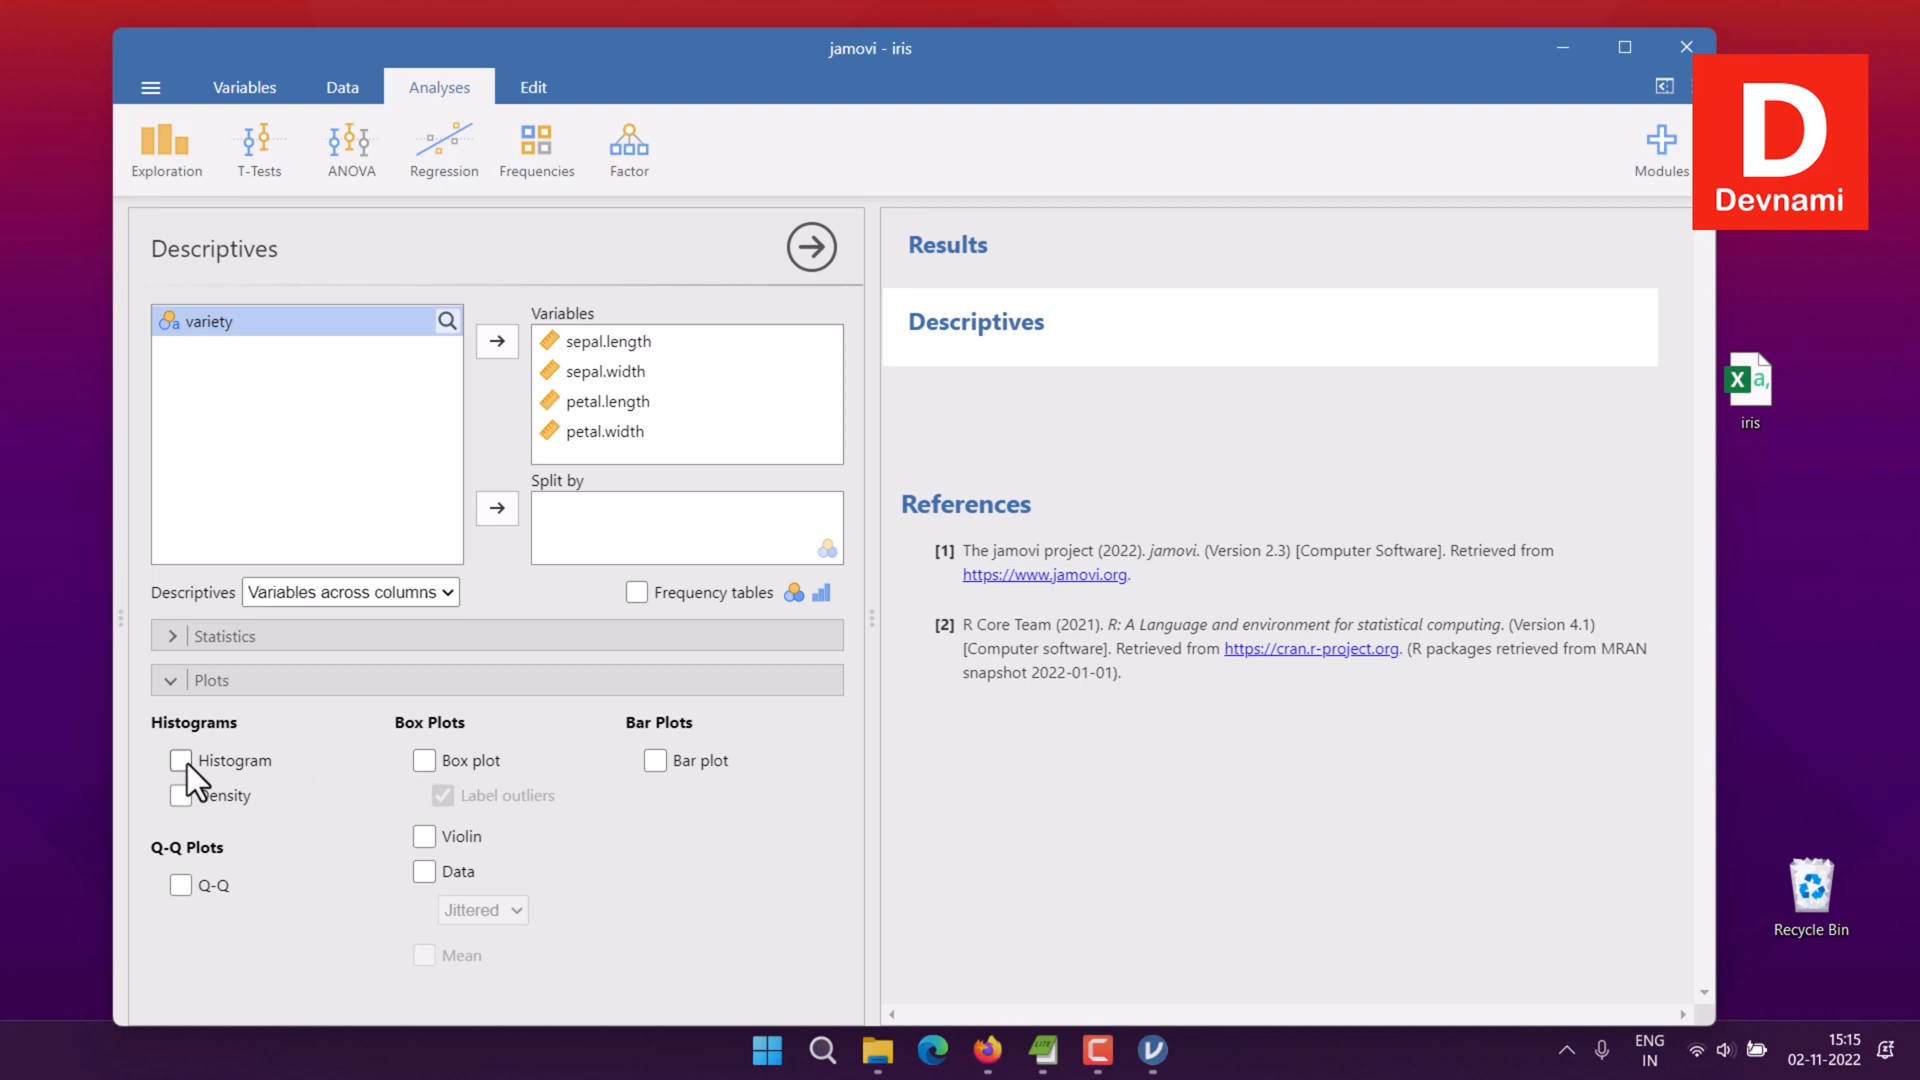 jamovi - iris
Variables
Data
Analyses
Edit
Exploration
T-Tests
ANOVA
Regression
Frequencies
Factor
Modules
D
Devnami
Descriptives
a variety
Variables
sepal.length
sepal.width
petal.length
petal.width
Split by
Descriptives Variables across columns
Frequency tables
Statistics
Plots
Histograms
Histogram
Q-Q Plots
Q-Q
Box Plots
Box plot
Label outliers
Violin
Data
Jittered
Mean
Bar Plots
Bar plot
Results
Descriptives
References
[1] The jamovi project (2022). jamovi. (Version 2.3) [Computer Software]. Retrieved from
https://www.jamovi.org.
[2] R Core Team (2021). R: A Language and environment for statistical computing. (Version 4.1)
[Computer software]. Retrieved from https://cran.r-project.org. (R packages retrieved from MRAN
snapshot 2022-01-01).
X a,
iris
Recycle Bin
LITE
C
ENG
IN
15:15
02-11-2022